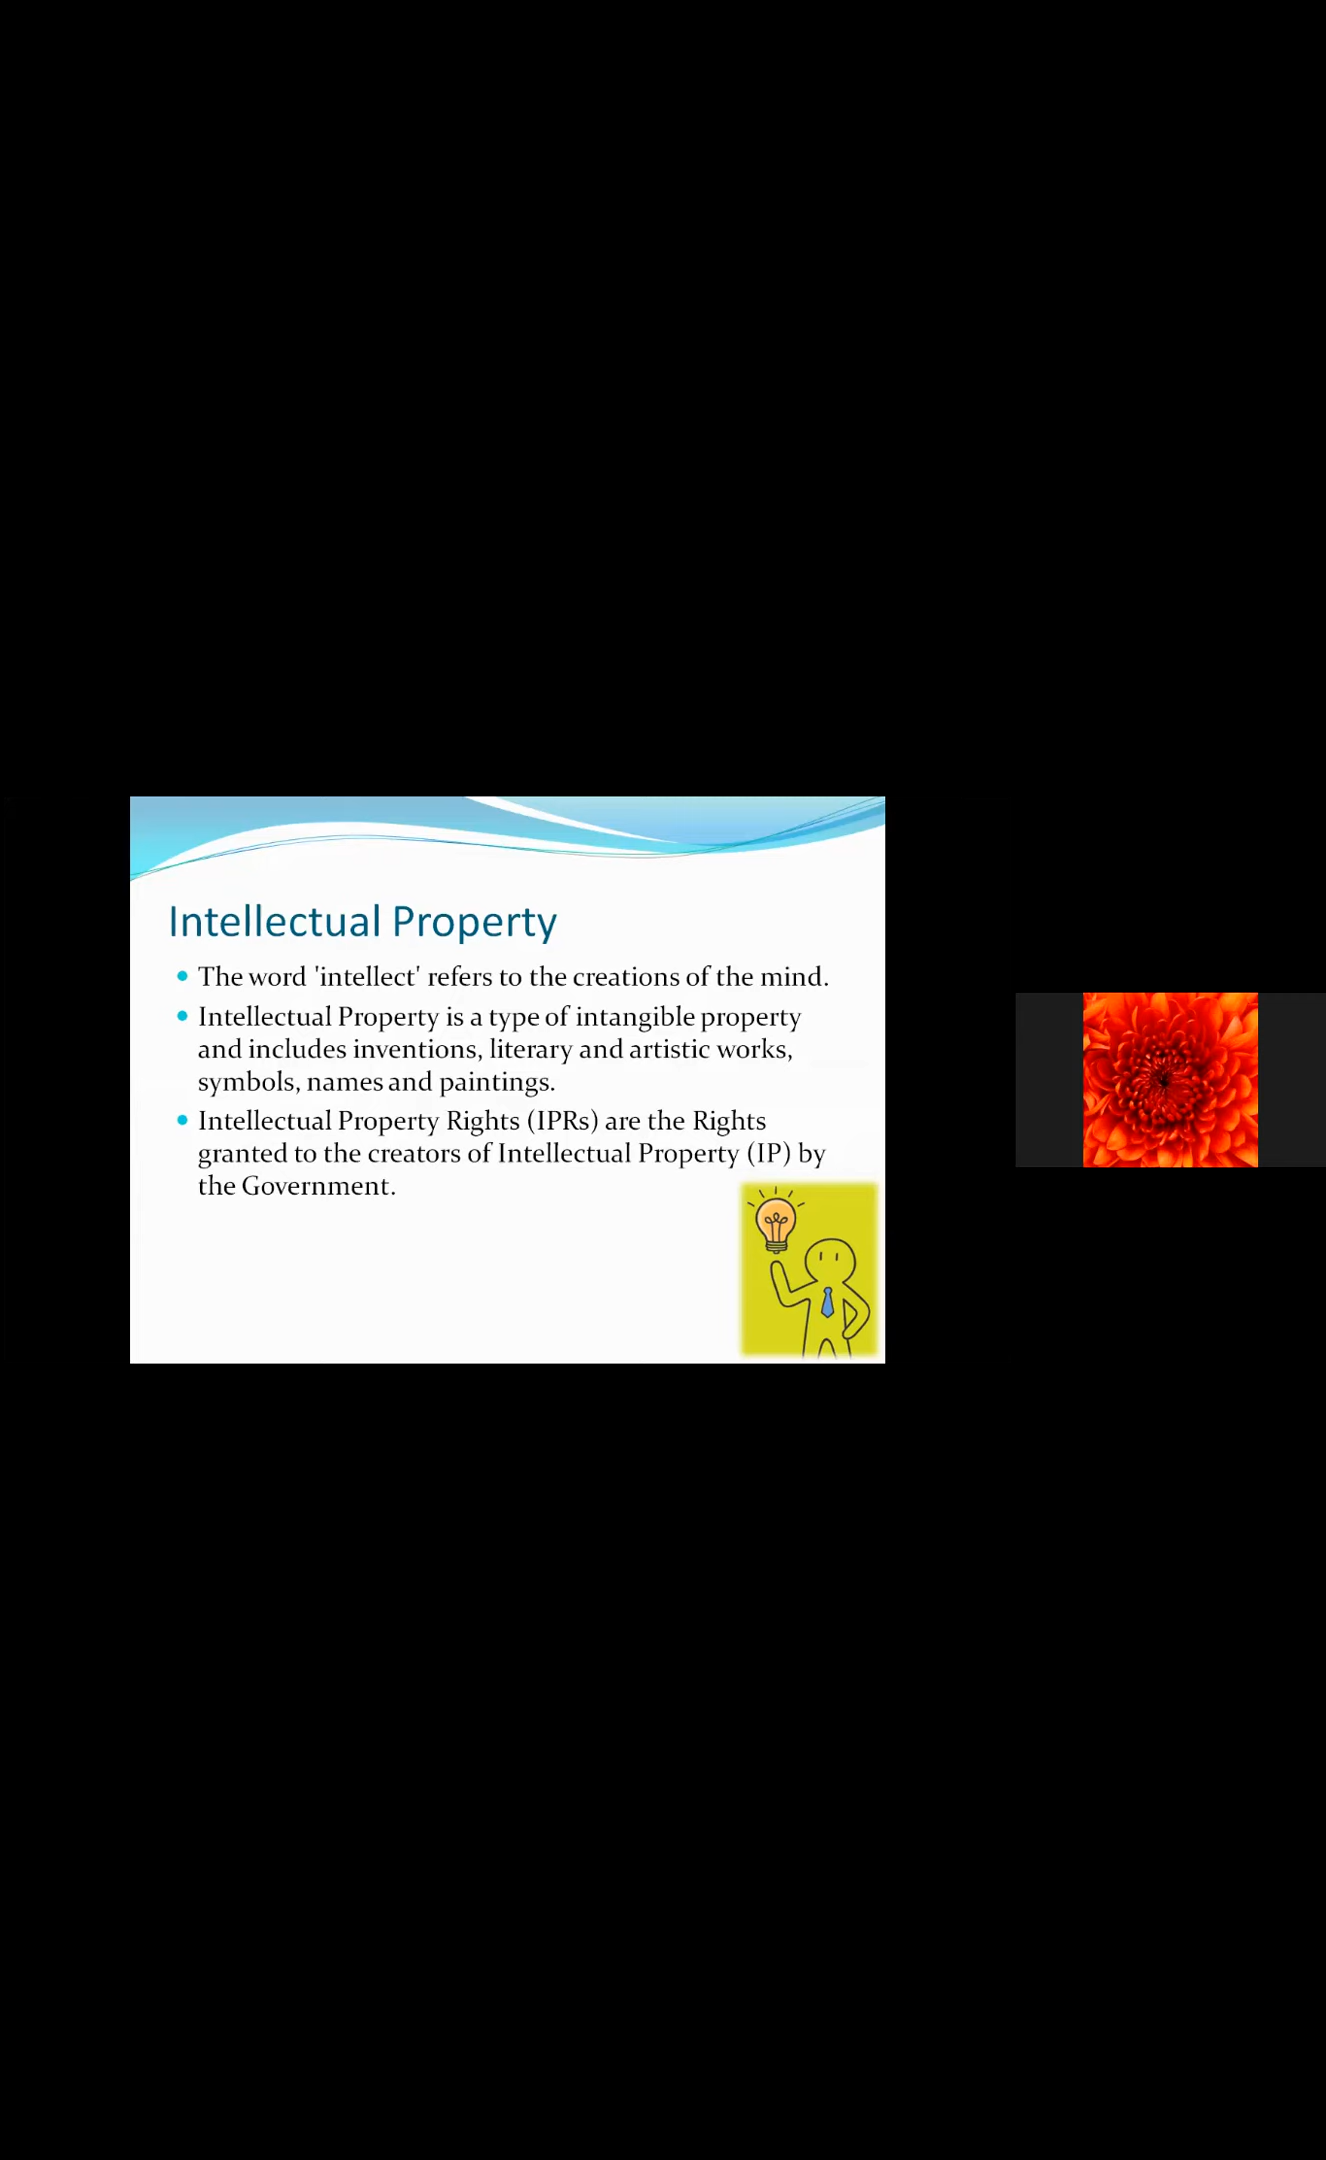 Intellectual Property
The word 'intellect' refers to the creations of the mind.
Intellectual Property is a type of intangible property
and includes inventions, literary and artistic works,
symbols, names and paintings.
Intellectual Property Rights (IPRs) are the Rights
granted to the creators of Intellectual Property (IP) by
the Government.